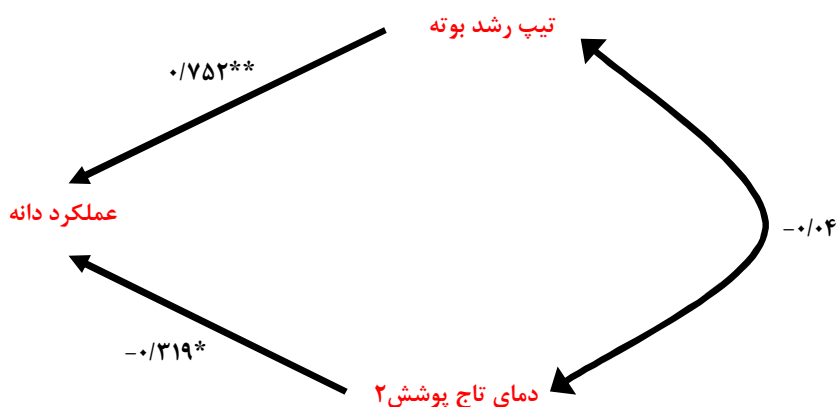 تیپ رشد بوته
۰/۷۵۲**
عملکرد دانه
−۰/۰۴
−۰/۳۱۹*
دمای تاج پوشش۲